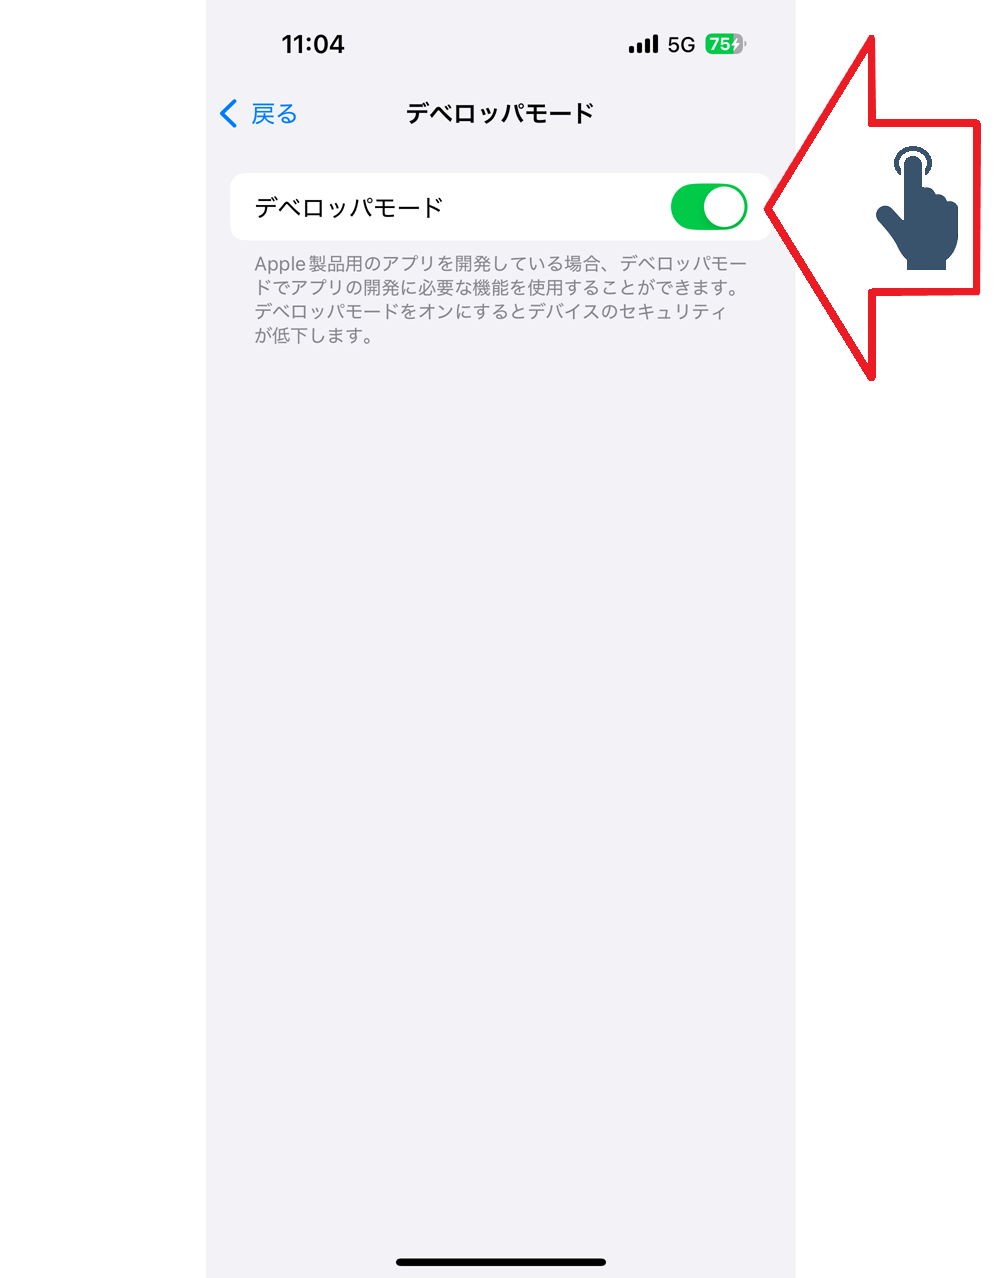 11:04 5G 75
戻る デベロッパモード
デベロッパモード
Apple製品用のアプリを開発している場合、デベロッパモー
ドでアプリの開発に必要な機能を使用することができます。
デベロッパモードをオンにするとデバイスのセキュリティ
が低下します。